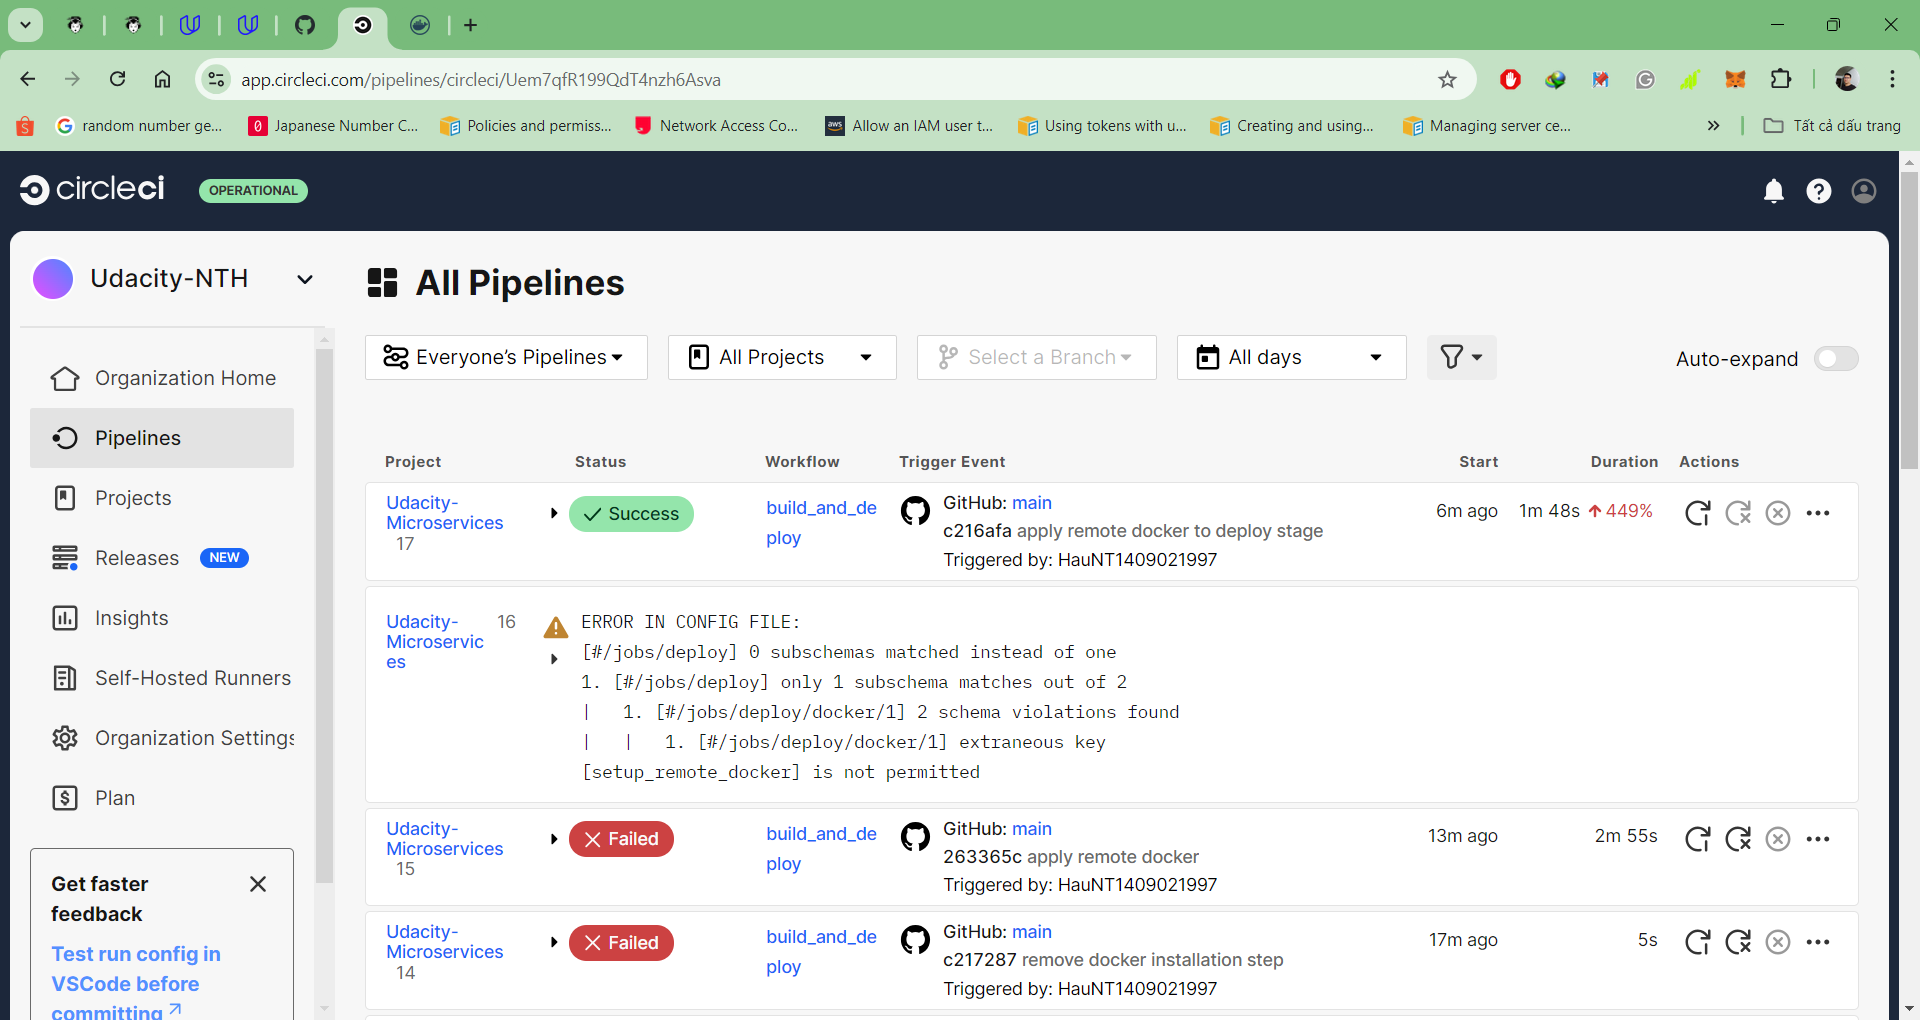 app.circleci.com/pipelines/circleci/Uem7qfR199QdT4nzh6Asva
random number ge...
Japanese Number C...
Policies and permiss...
Network Access Co...
aws
Allow an IAM user t...
Using tokens with u...
Creating and using...
Managing server ce...
Tất cả dấu trang
circleci
OPERATIONAL
Udacity-NTH
Organization Home
Pipelines
Projects
Releases NEW
Insights
Self-Hosted Runners
Organization Settings
Plan
Get faster
feedback
Test run config in
VSCode before
committing
All Pipelines
Everyone's Pipelines
All Projects
Select a Branch
All days
Auto-expand
Project Status Workflow Trigger Event Start Duration Actions
Udacity-
Microservices
17
Success
build_and_de
ploy
GitHub: main
c216afa apply remote docker to deploy stage
Triggered by: HauNT1409021997
6m ago
1m 48s 449%
Udacity-
Microservic
es
16
ERROR IN CONFIG FILE:
[#/jobs/deploy] 0 subschemas matched instead of one
1. [#/jobs/deploy] only 1 subschema matches out of 2
| 1. [#/jobs/deploy/docker/1] 2 schema violations found
| | 1. [#/jobs/deploy/docker/1] extraneous key
[setup_remote_docker] is not permitted
Udacity-
Microservices
15
Failed
build_and_de
ploy
GitHub: main
263365c apply remote docker
Triggered by: HauNT1409021997
13m ago
2m 55s
Udacity-
Microservices
14
Failed
build_and_de
ploy
GitHub: main
c217287 remove docker installation step
Triggered by: HauNT1409021997
17m ago
5s